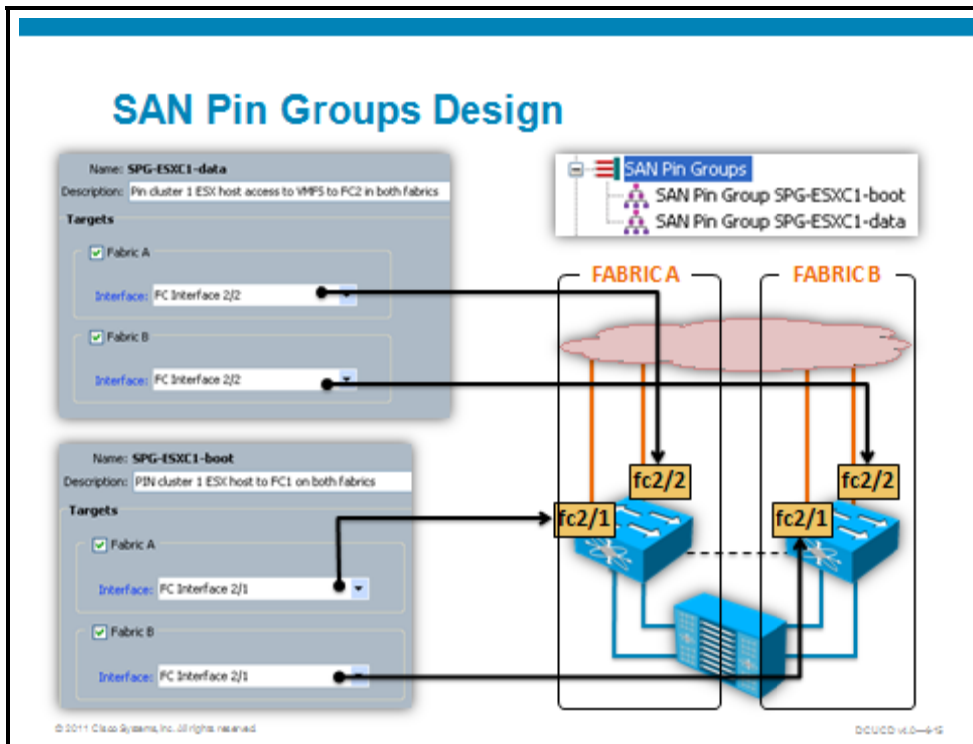 SAN Pin Groups Design
Name: SPG-ESXC1-data
Description: Pin cluster 1 ESX host access to VMFS to FC2 in both fabrics
Targets
Fabric A
Interface: FC Interface 2/2
Fabric B
Interface: FC Interface 2/2
Name: SPG-ESXC1-boot
Description: PIN cluster 1 ESX host to FC1 on both fabrics
Targets
Fabric A
Interface: FC Interface 2/1
Fabric B
Interface: FC Interface 2/1
SAN Pin Groups
SAN Pin Group SPG-ESXC1-boot
SAN Pin Group SPG-ESXC1-data
FABRIC A
FABRIC B
fc2/2
fc2/2
fc2/1
fc2/1
© 2011 Cisco Systems, Inc. All rights reserved.
DCUCD v4.0—4-15